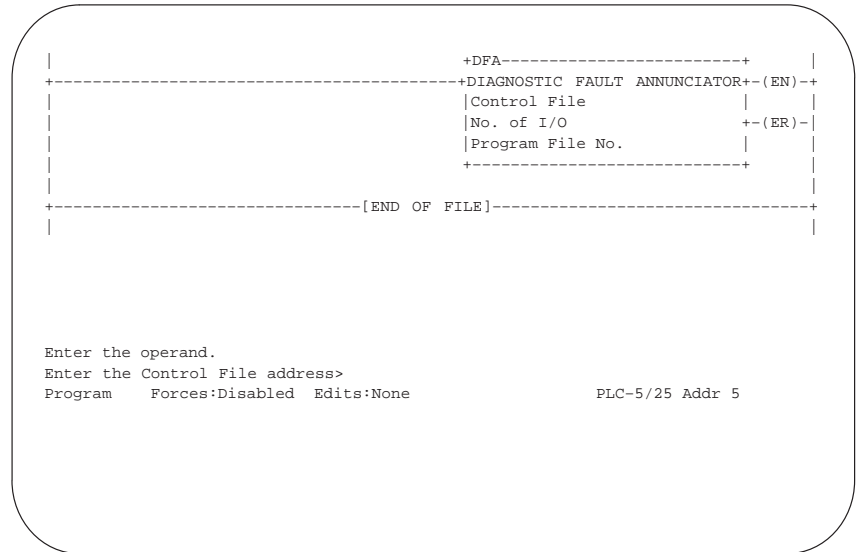 |                                           +DFA-------------------------+       |
+-------------------------------------------+DIAGNOSTIC FAULT ANNUNCIATOR+-(EN)-+
|                                           |Control File                |       |
|                                           |No. of I/O                  +-(ER)-|
|                                           |Program File No.            |       |
|                                           +----------------------------+       |
|                                                                                |
+--------------------------------[END OF FILE]---------------------------------+
|                                                                                |
Enter the operand.
Enter the Control File address>
Program    Forces:Disabled  Edits:None                    PLC-5/25 Addr 5